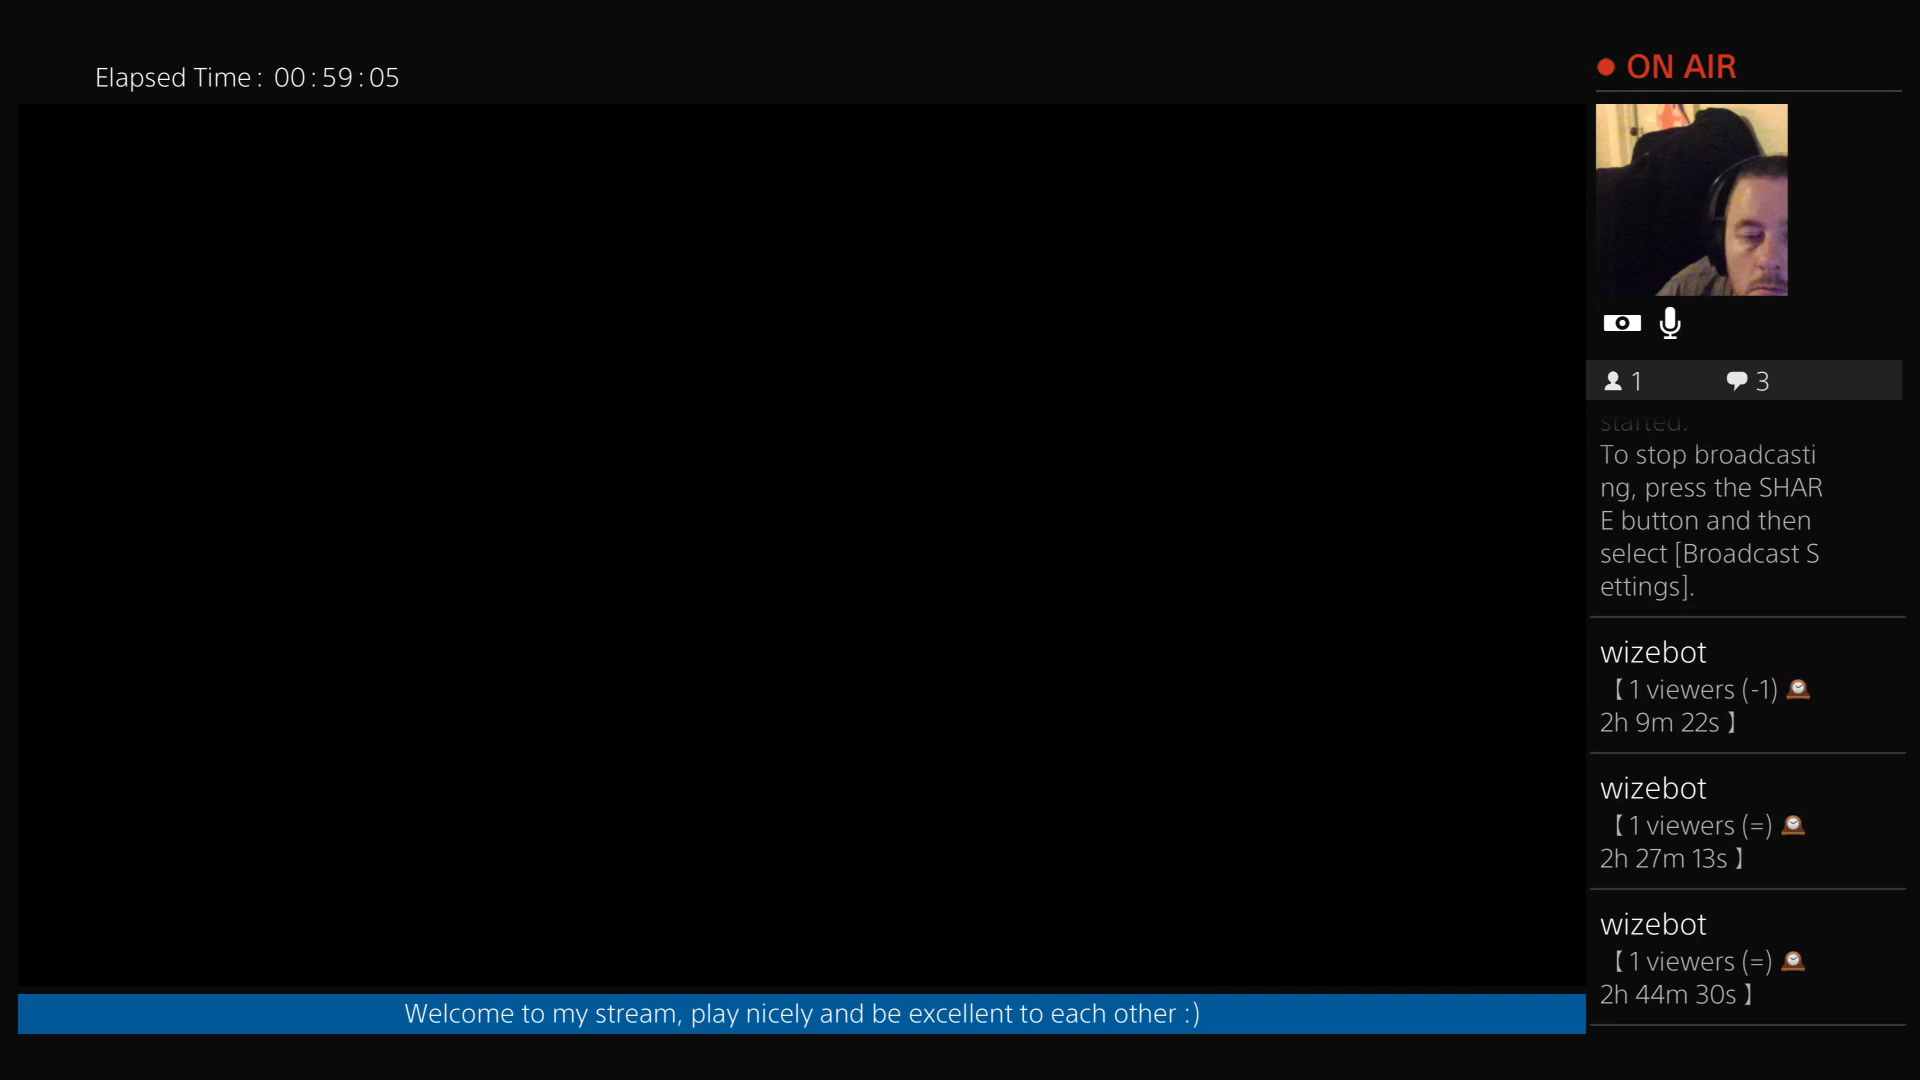 Elapsed Time: 00:59:05
ON AIR
1 3
started.
To stop broadcasti
ng, press the SHAR
E button and then
select [Broadcast S
ettings].
wizebot
【1 viewers (-1) 🕰
2h 9m 22s】
wizebot
【1 viewers (=) 🕰
2h 27m 13s】
wizebot
【1 viewers (=) 🕰
2h 44m 30s】
Welcome to my stream, play nicely and be excellent to each other :)